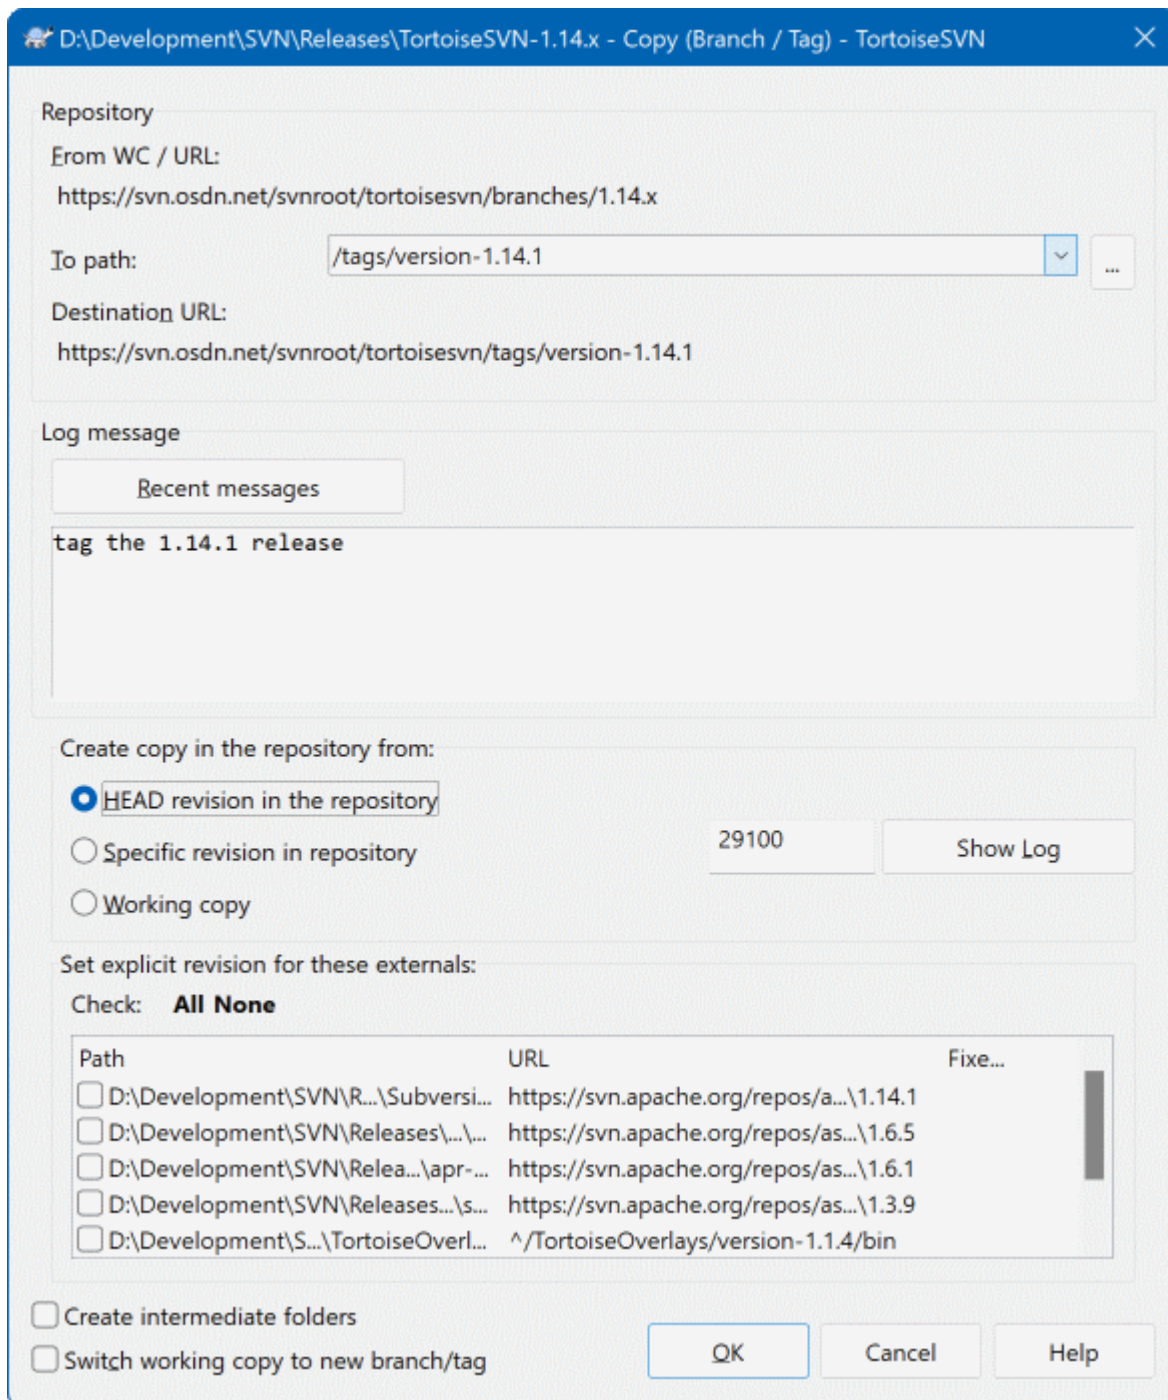 D:\Development\SVN\Releases\TortoiseSVN-1.14.x - Copy (Branch / Tag) - TortoiseSVN
Repository
From WC / URL:
https://svn.osdn.net/svnroot/tortoisesvn/branches/1.14.x
To path: /tags/version-1.14.1 ...
Destination URL:
https://svn.osdn.net/svnroot/tortoisesvn/tags/version-1.14.1
Log message
Recent messages
tag the 1.14.1 release
Create copy in the repository from:
HEAD revision in the repository
Specific revision in repository 29100 Show Log
Working copy
Set explicit revision for these externals:
Check: All None
Path URL Fixe...
D:\Development\SVN\R...\Subversi... https://svn.apache.org/repos/a...\1.14.1
D:\Development\SVN\Releases\...\... https://svn.apache.org/repos/as...\1.6.5
D:\Development\SVN\Relea...\apr-... https://svn.apache.org/repos/as...\1.6.1
D:\Development\SVN\Releases...\s... https://svn.apache.org/repos/as...\1.3.9
D:\Development\S...\TortoiseOverl... ^/TortoiseOverlays/version-1.1.4/bin
Create intermediate folders
Switch working copy to new branch/tag
OK Cancel Help